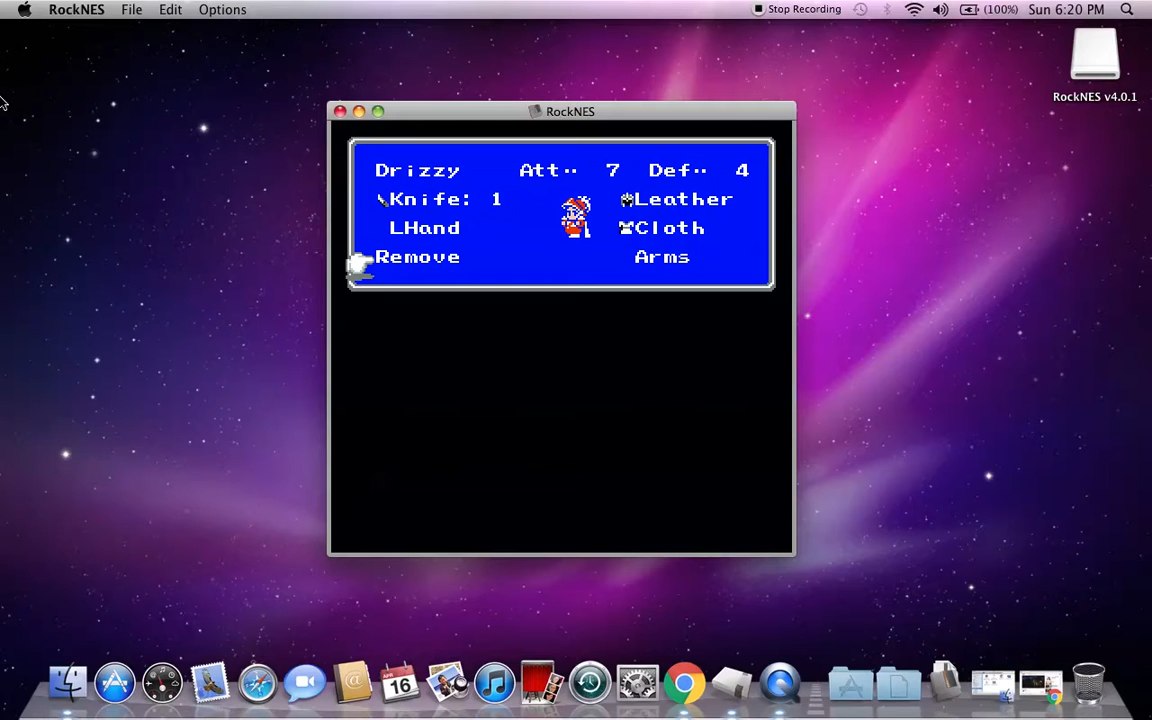 RockNES File Edit Options Stop Recording (100%) Sun 6:20 PM
RockNES v4.0.1
RockNES
Drizzy Att·· 7 Def·· 4
Knife: 1 Leather
LHand Cloth
Remove Arms
16